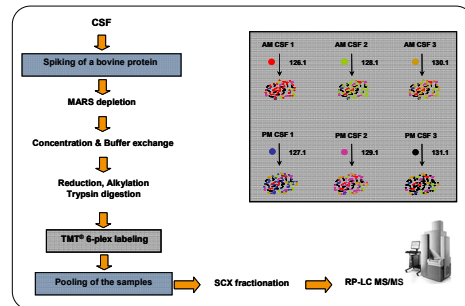 CSF
Spiking of a bovine protein
MARS depletion
Concentration & Buffer exchange
Reduction, Alkylation
Trypsin digestion
TMT® 6-plex labeling
Pooling of the samples
SCX fractionation
RP-LC MS/MS
AM CSF 1
AM CSF 2
AM CSF 3
126.1
128.1
130.1
PM CSF 1
PM CSF 2
PM CSF 3
127.1
129.1
131.1